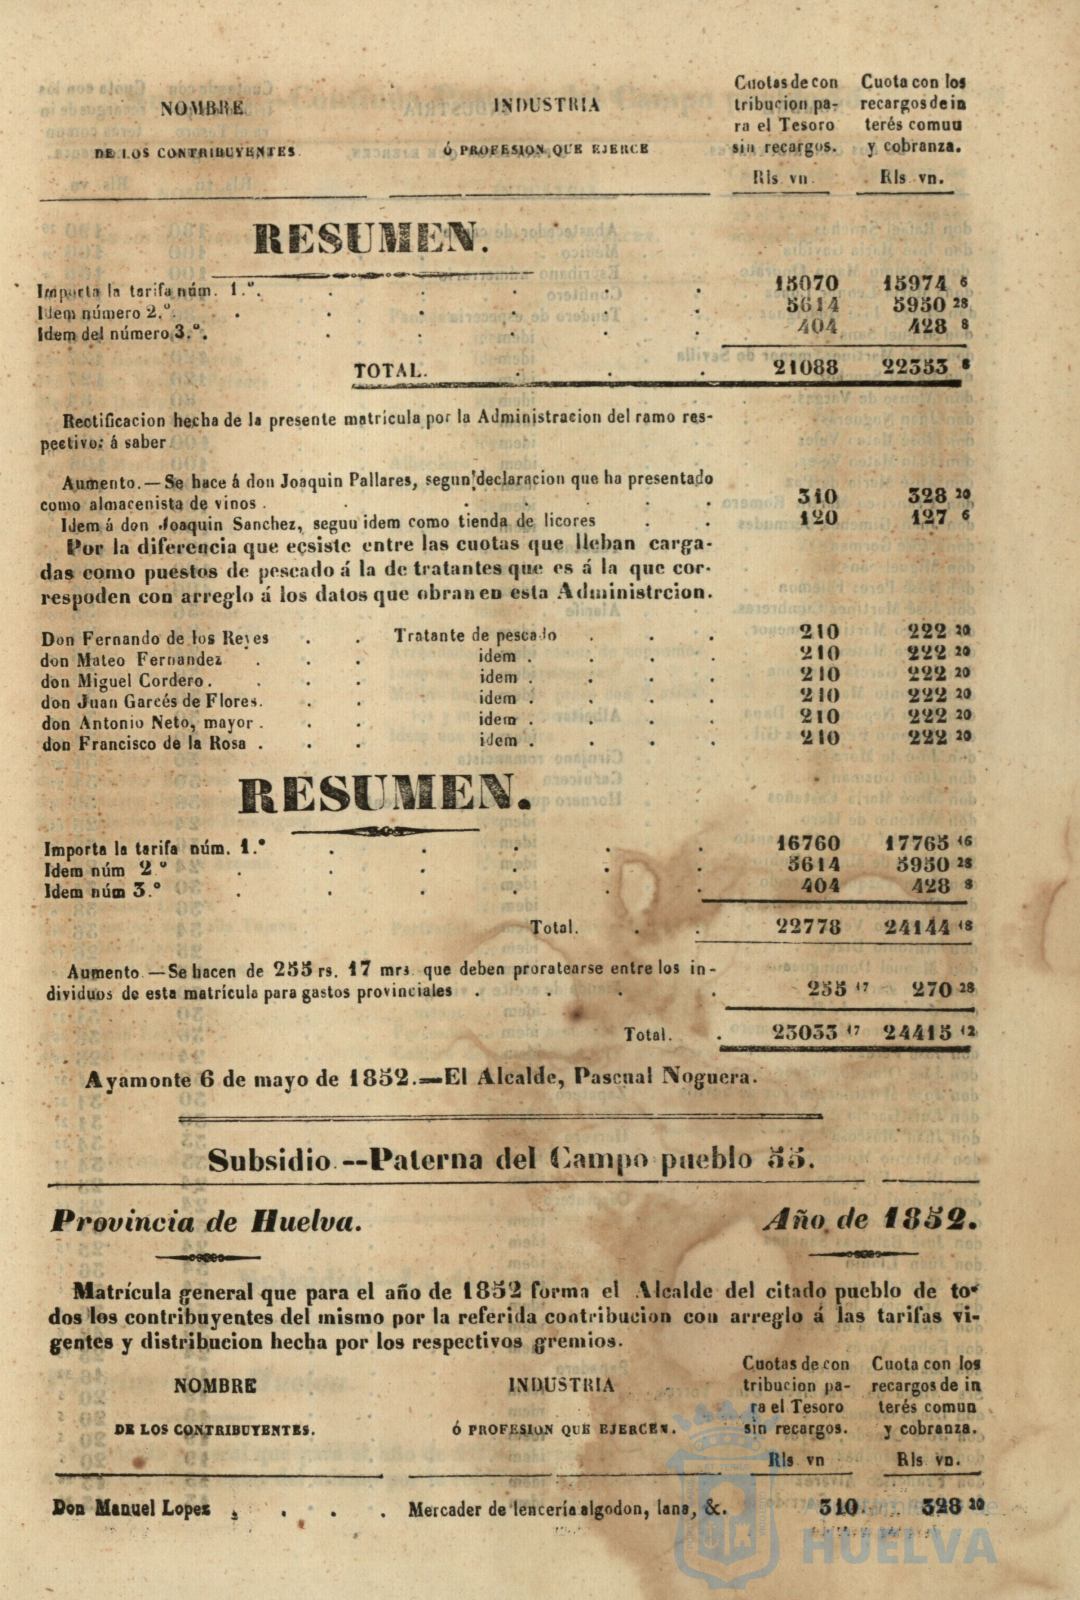 NOMBRE
DE LOS CONTRIBUYENTES
INDUSTRIA
Ó PROFESION QUE EJERCE
Cuotas de con
tribucion pa-
ra el Tesoro
sin recargos.
Rls vn.
Cuota con los
recargos de in
terés comun
y cobranza.
Rls vn.
RESUMEN.
Importa la tarifa núm. 1.º. 15070 15974 6
Idem número 2.º. 5614 5950 28
Idem del número 3.º. 404 428 8
TOTAL. 21088 22353 8
Rectificacion hecha de la presente matricula por la Administracion del ramo res-
pectivo: á saber
Aumento.—Se hace á don Joaquin Pallares, segun declaracion que ha presentado
como almacenista de vinos . 310 328 20
Idem á don Joaquin Sanchez, seguu idem como tienda de licores 120 127 6
Por la diferencia que ecsiste entre las cuotas que lleban carga-
das como puestos de pescado á la de tratantes que es á la que cor-
respoden con arreglo á los datos que obran en esta Administrcion.
Don Fernando de los Reyes . . Tratante de pescado . . . 210 222 20
don Mateo Fernandez . . . idem . . . . 210 222 20
don Miguel Cordero . . . . idem . . . . 210 222 20
don Juan Garcés de Flores. . . idem . . . . 210 222 20
don Antonio Neto, mayor . . . idem . . . . 210 222 20
don Francisco de la Rosa . . . idem . . . . 210 222 20
RESUMEN.
Importa la tarifa núm. 1.º 16760 17765 16
Idem núm 2.º 5614 5950 28
Idem núm 3.º 404 428 8
Total. 22778 24144 18
Aumento.—Se hacen de 255 rs. 17 mrs. que deben proratearse entre los in-
dividuos de esta matrícula para gastos provinciales . 255 17 270 28
Total. 23033 17 24415 12
Ayamonte 6 de mayo de 1852.—El Alcalde, Pascual Noguera.
Subsidio.--Paterna del Campo pueblo 55.
Provincia de Huelva. Año de 1852.
Matrícula general que para el año de 1852 forma el Alcalde del citado pueblo de to-
dos los contribuyentes del mismo por la referida contribucion con arreglo á las tarifas vi-
gentes y distribucion hecha por los respectivos gremios.
NOMBRE
DE LOS CONTRIBUYENTES.
INDUSTRIA
Ó PROFESION QUE EJERCEN.
Cuotas de con
tribucion pa-
ra el Tesoro
sin recargos.
Rls vn
Cuota con los
recargos de in
terés comun
y cobranza.
Rls. vn.
Don Manuel Lopez . . . . Mercader de lencería algodon, lana, &. 310. 328 20
HUELVA